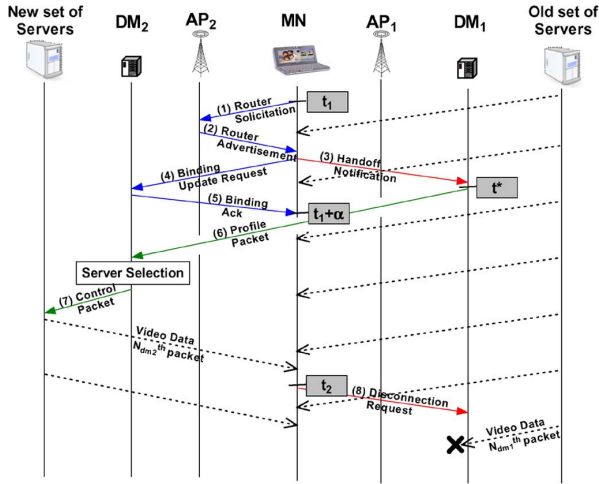 New set of
Servers
DM2
AP2
MN
AP1
DM1
Old set of
Servers
(1) Router
Solicitation
t1
(2) Router
Advertisement
(3) Handoff
Notification
(4) Binding
Update Request
t*
(5) Binding
Ack
t1+α
(6) Profile
Packet
Server Selection
(7) Control
Packet
Video Data
Ndm2th packet
t2
(8) Disconnection
Request
Video Data
Ndm1th packet